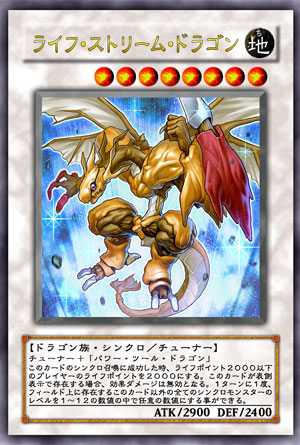 ライフ・ストリーム・ドラゴン
ち
地
【ドラゴン族・シンクロ／チューナー】
チューナー＋「パワー・ツール・ドラゴン」
このカードのシンクロ召喚に成功した時、ライフポイント2000以下
のプレイヤーのライフポイントを2000にする。このカードが表側
表示で存在する場合、効果ダメージは無効となる。1ターンに1度、
フィールド上に存在するこのカード以外の全てのシンクロモンスター
のレベルを1～12の数値の中で任意の数値にする事ができる。
ATK/2900 DEF/2400